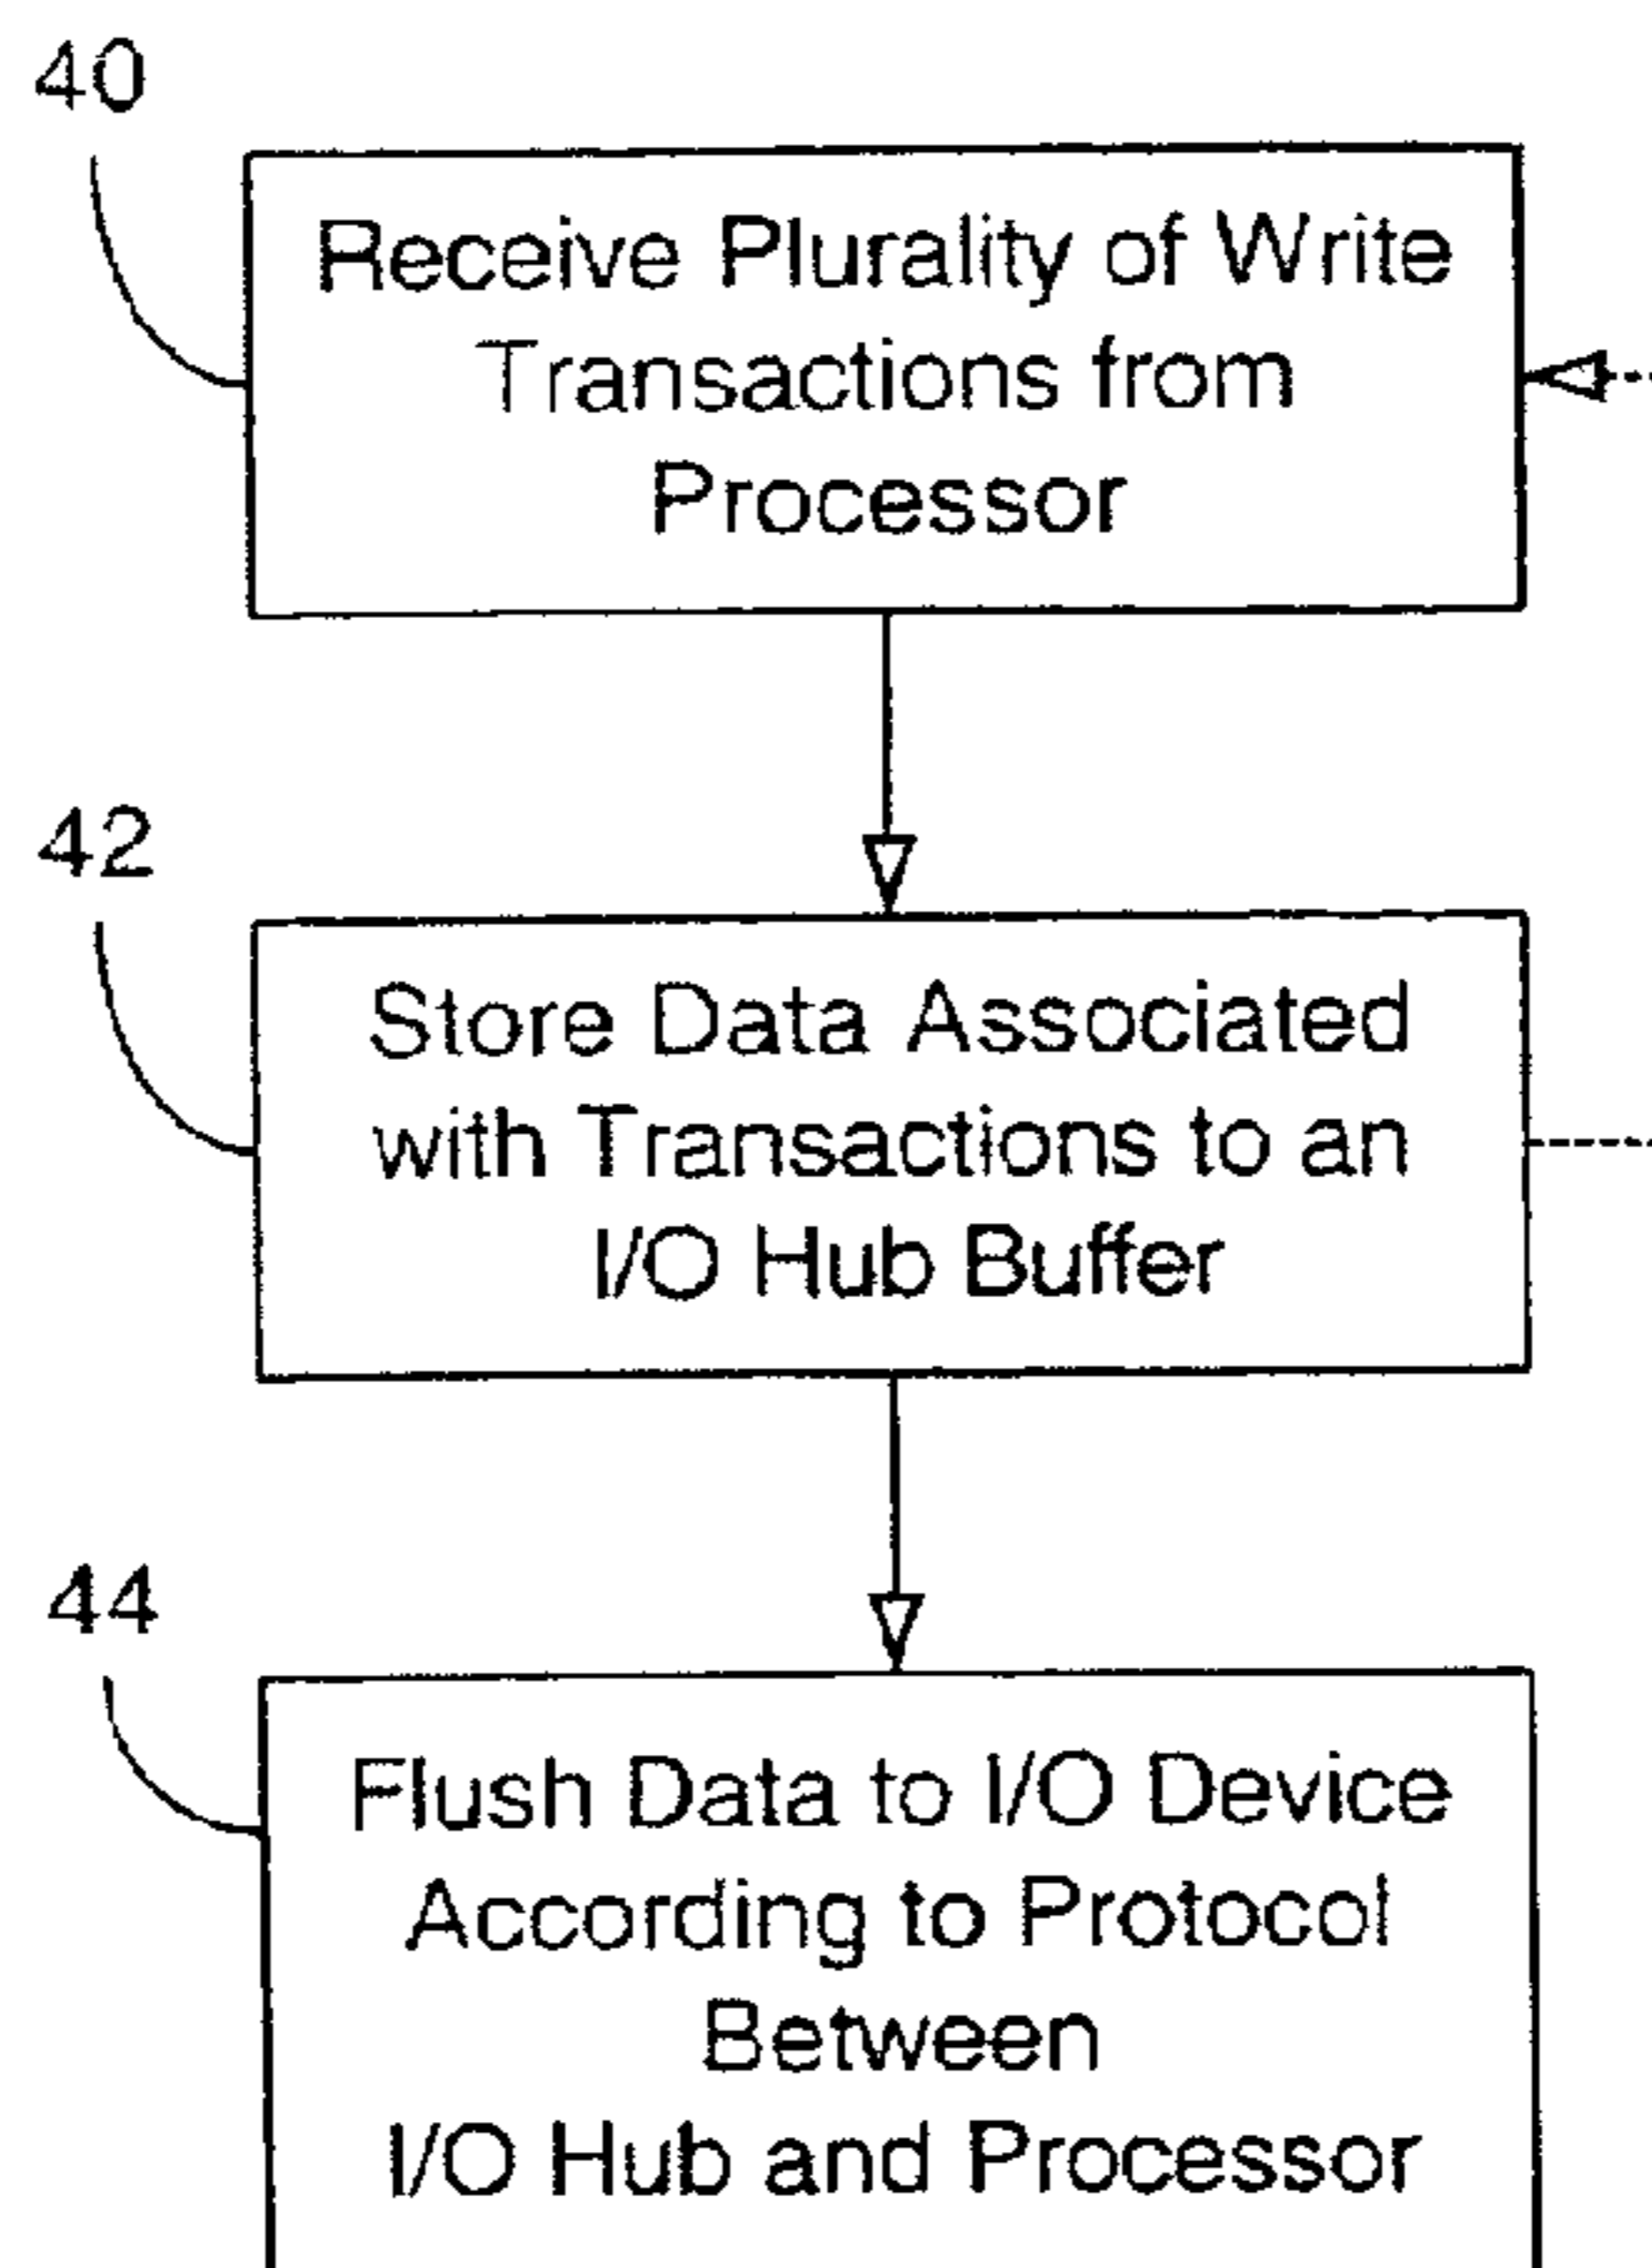 40
Receive Plurality of Write
Transactions from
Processor
42
Store Data Associated
with Transactions to an
I/O Hub Buffer
44
Flush Data to I/O Device
According to Protocol
Between
I/O Hub and Processor